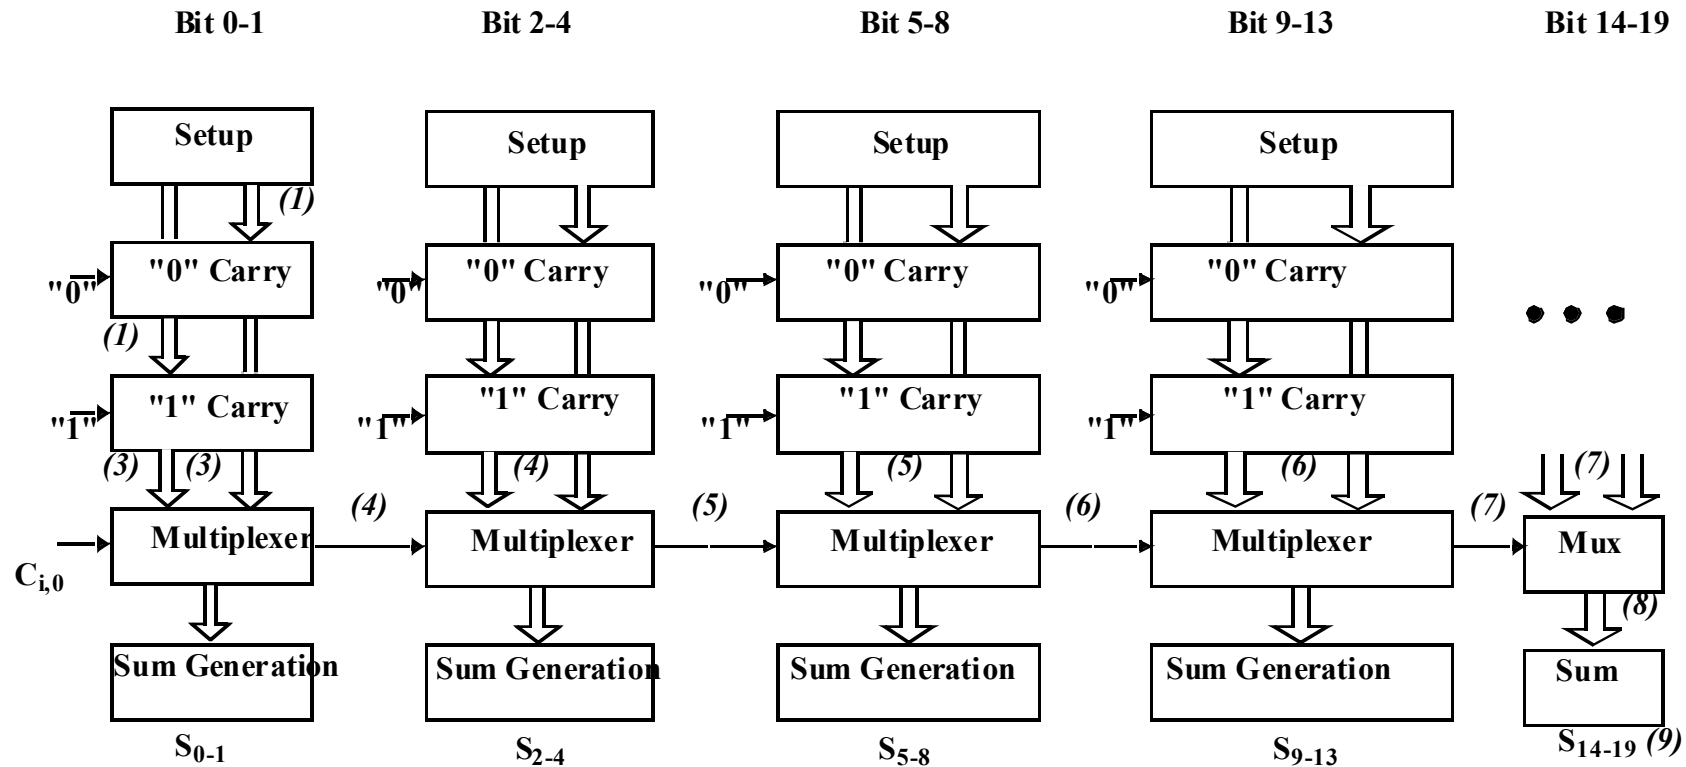 Bit 0-1 Bit 2-4 Bit 5-8 Bit 9-13 Bit 14-19
Setup Setup Setup Setup
(1)
"0" Carry "0" Carry "0" Carry "0" Carry
"0" "0" "0" "0"
(1)
"1" Carry "1" Carry "1" Carry "1" Carry
"1" "1" "1" "1"
(3) (3) (4) (5) (6) (7)
(4) (5) (6) (7)
Multiplexer Multiplexer Multiplexer Multiplexer Mux
Ci,0
(8)
Sum Generation Sum Generation Sum Generation Sum Generation Sum
S0-1 S2-4 S5-8 S9-13 S14-19 (9)